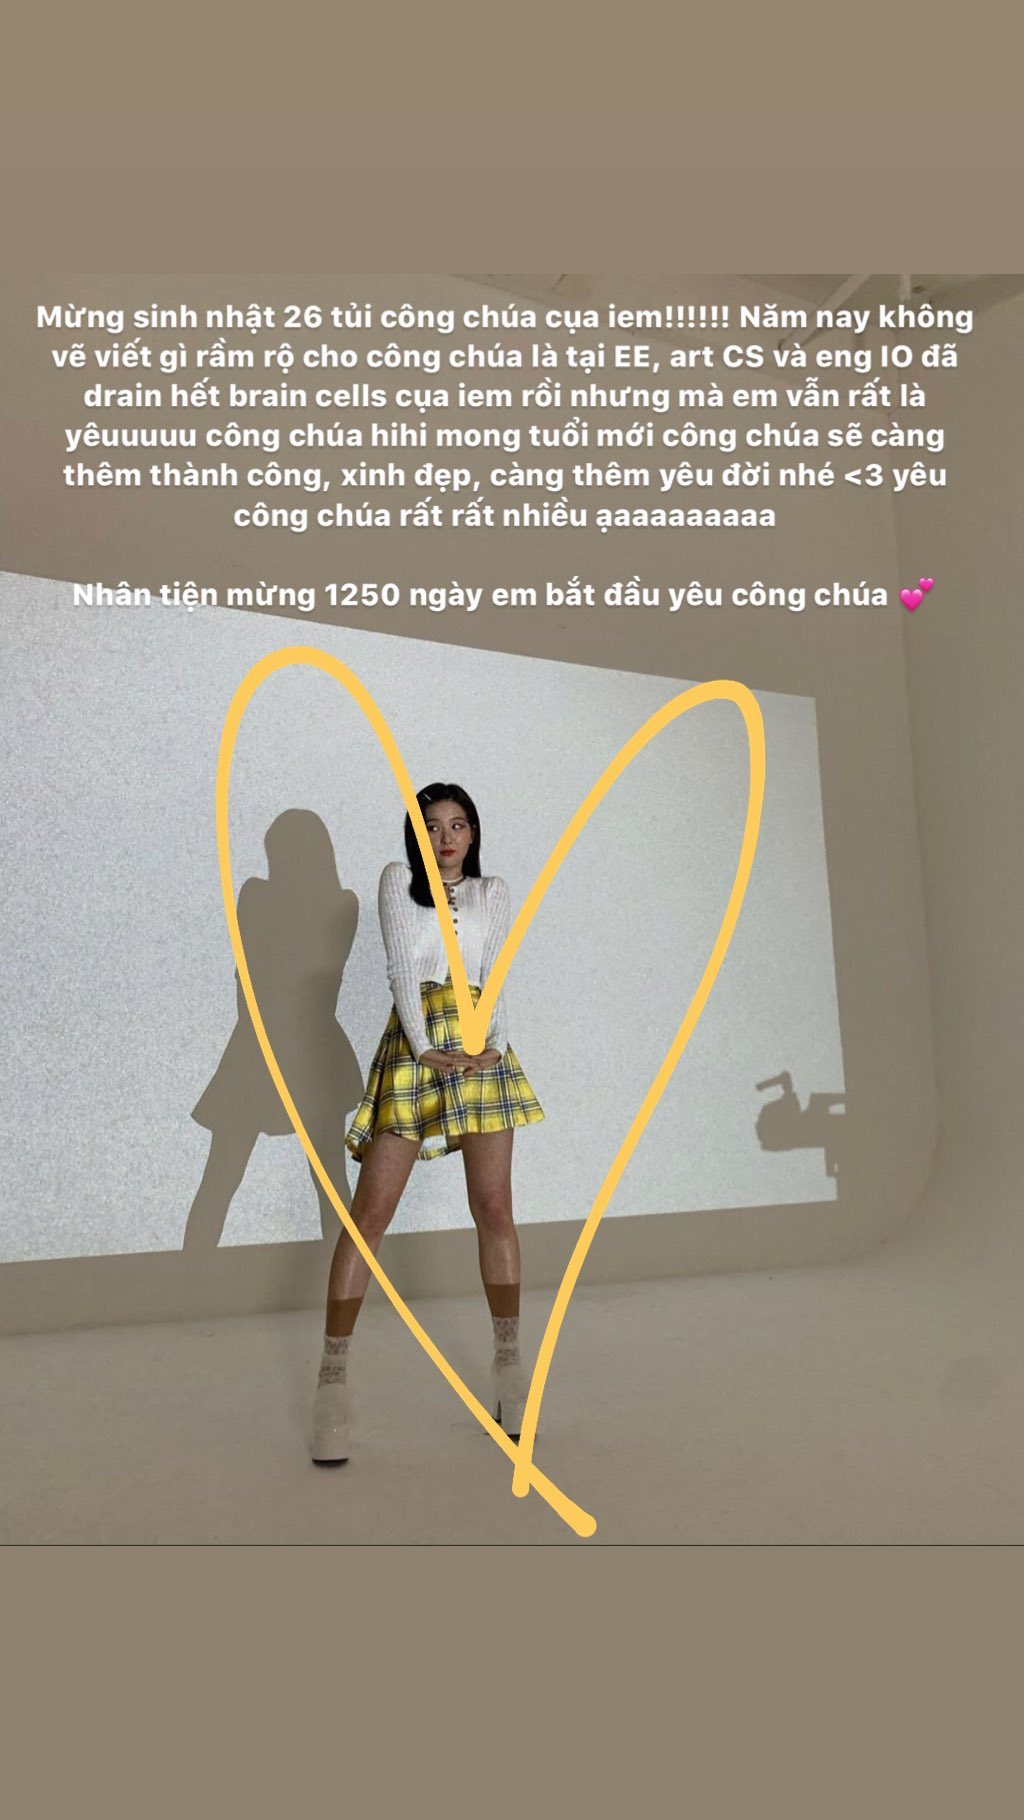 Mừng sinh nhật 26 tủi công chúa cụa iem!!!!!! Năm nay không
vẽ viết gì rầm rộ cho công chúa là tại EE, art CS và eng IO đã
drain hết brain cells cụa iem rồi nhưng mà em vẫn rất là
yêuuuuu công chúa hihi mong tuổi mới công chúa sẽ càng
thêm thành công, xinh đẹp, càng thêm yêu đời nhé <3 yêu
công chúa rất rất nhiều ạaaaaaaaaa
Nhân tiện mừng 1250 ngày em bắt đầu yêu công chúa 💕